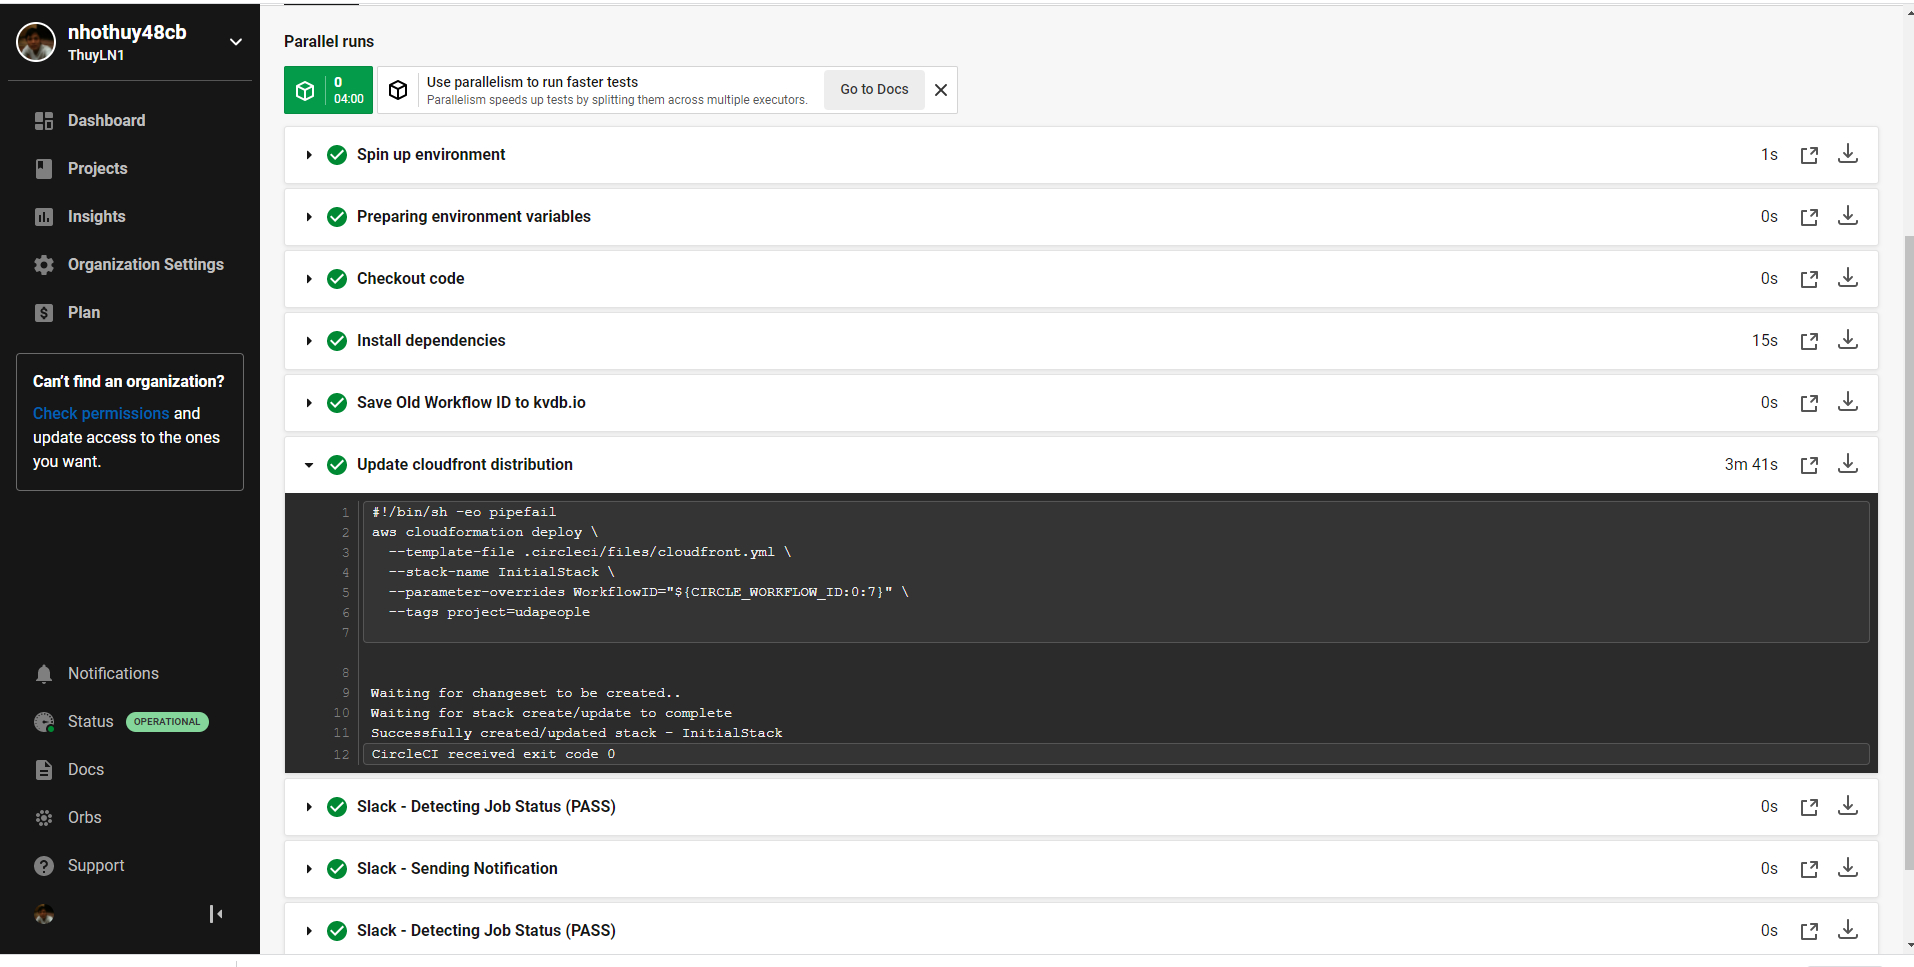 nhothuy48cb
ThuyLN1
Dashboard
Projects
Insights
Organization Settings
Plan
Can't find an organization?
Check permissions and
update access to the ones
you want.
Notifications
Status OPERATIONAL
Docs
Orbs
Support
Parallel runs
0
04:00
Use parallelism to run faster tests
Parallelism speeds up tests by splitting them across multiple executors.
Go to Docs
Spin up environment 1s
Preparing environment variables 0s
Checkout code 0s
Install dependencies 15s
Save Old Workflow ID to kvdb.io 0s
Update cloudfront distribution 3m 41s
1 #!/bin/sh -eo pipefail
2 aws cloudformation deploy \
3 --template-file .circleci/files/cloudfront.yml \
4 --stack-name InitialStack \
5 --parameter-overrides WorkflowID="${CIRCLE_WORKFLOW_ID:0:7}" \
6 --tags project=udapeople
7
8
9 Waiting for changeset to be created..
10 Waiting for stack create/update to complete
11 Successfully created/updated stack - InitialStack
12 CircleCI received exit code 0
Slack - Detecting Job Status (PASS) 0s
Slack - Sending Notification 0s
Slack - Detecting Job Status (PASS) 0s